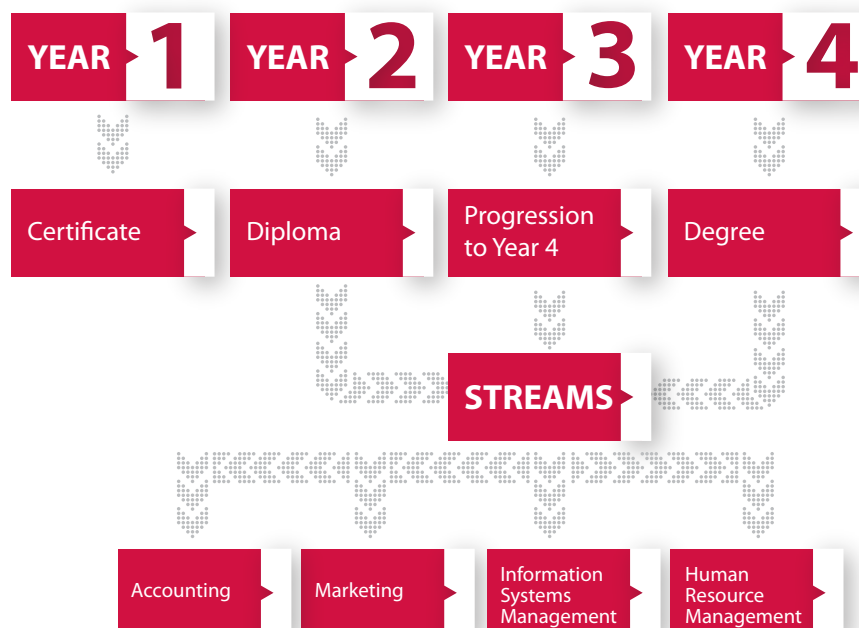 YEAR 1
YEAR 2
YEAR 3
YEAR 4
Certificate
Diploma
Progression
to Year 4
Degree
STREAMS
Accounting
Marketing
Information
Systems
Management
Human
Resource
Management